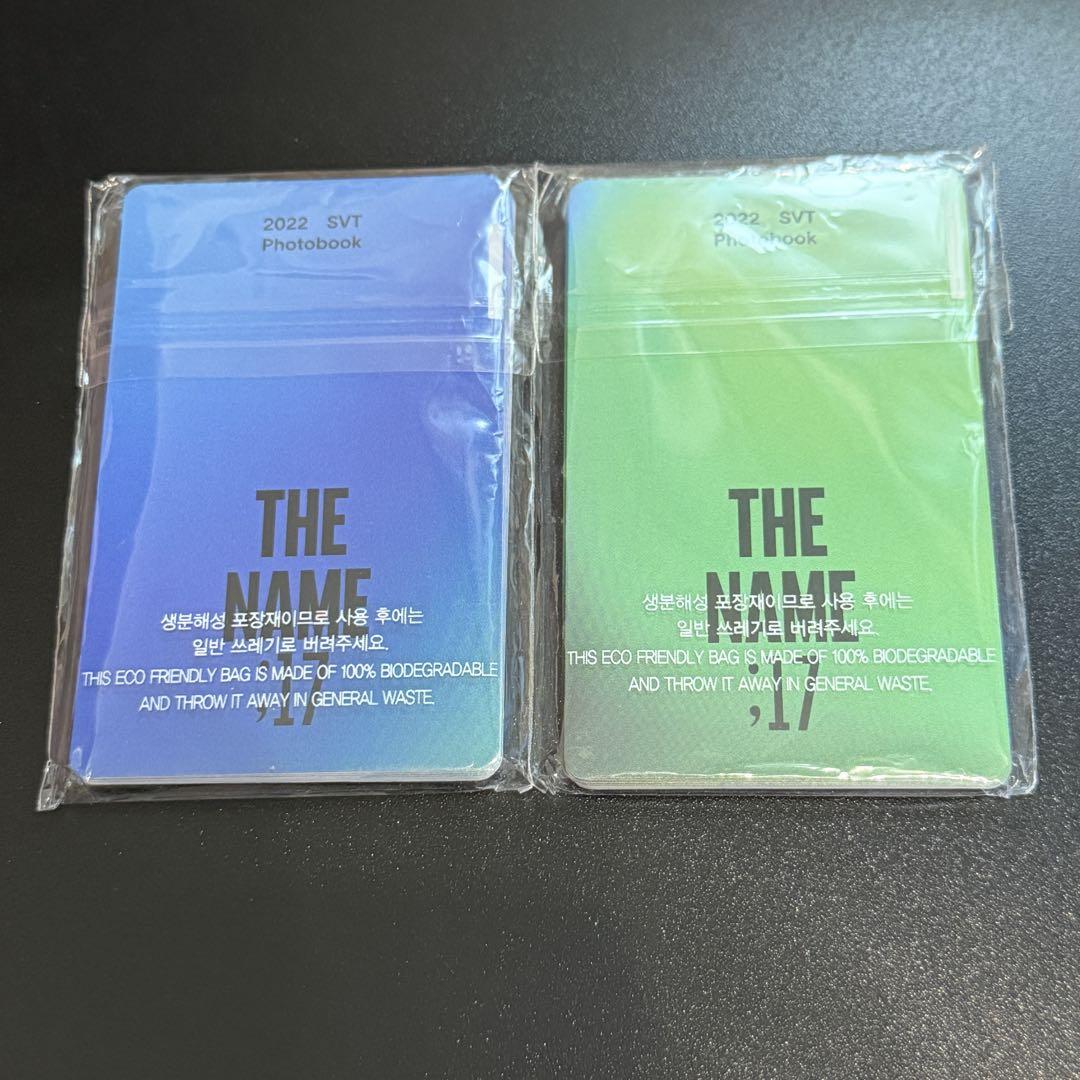 2022 SVT
Photobook
THE
NAME
;17
생분해성 포장재이므로 사용 후에는
일반 쓰레기로 버려주세요.
THIS ECO FRIENDLY BAG IS MADE OF 100% BIODEGRADABLE
AND THROW IT AWAY IN GENERAL WASTE.
2022 SVT
Photobook
THE
NAME
;17
생분해성 포장재이므로 사용 후에는
일반 쓰레기로 버려주세요.
THIS ECO FRIENDLY BAG IS MADE OF 100% BIODEGRADABLE
AND THROW IT AWAY IN GENERAL WASTE.